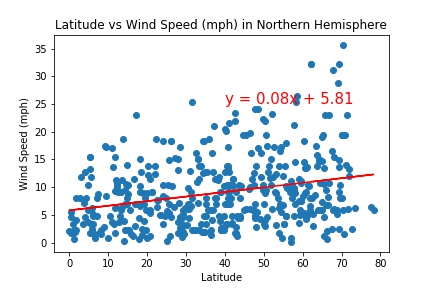 Latitude vs Wind Speed (mph) in Northern Hemisphere
35
30
25
20
15
10
5
0
Wind Speed (mph)
y = 0.08x + 5.81
0 10 20 30 40 50 60 70 80
Latitude